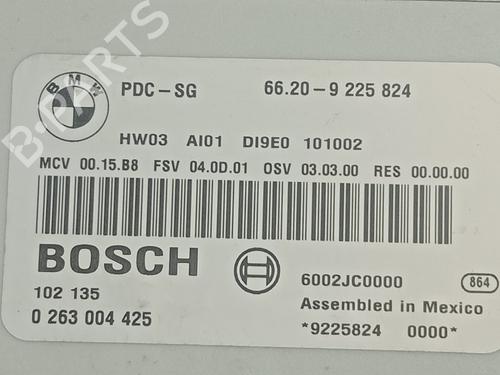 B-PARTS
BMW PDC-SG 66.20-9 225 824
HW03 AI01 DI9E0 101002
MCV 00.15.B8 FSV 04.0D.01 OSV 03.03.00 RES 00.00.00
BOSCH
6002JC0000 864
102 135 Assembled in Mexico
0 263 004 425 *9225824 0000*